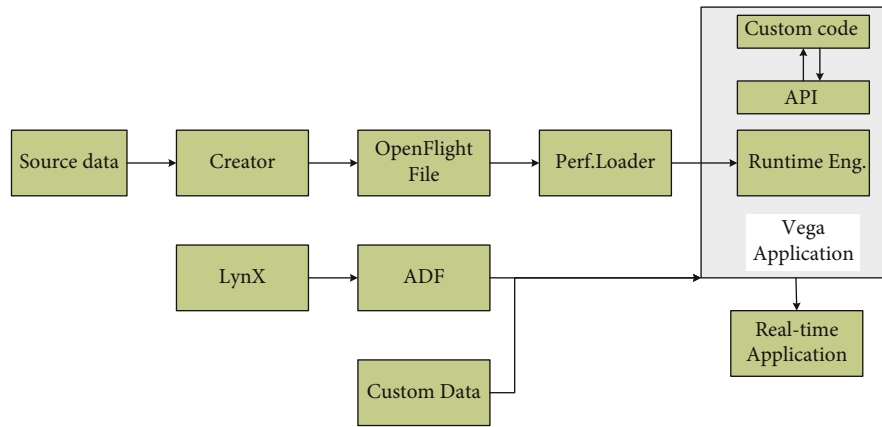 Custom code
API
Source data
Creator
OpenFlight
File
Perf.Loader
Runtime Eng.
Vega
Application
LynX
ADF
Real-time
Application
Custom Data